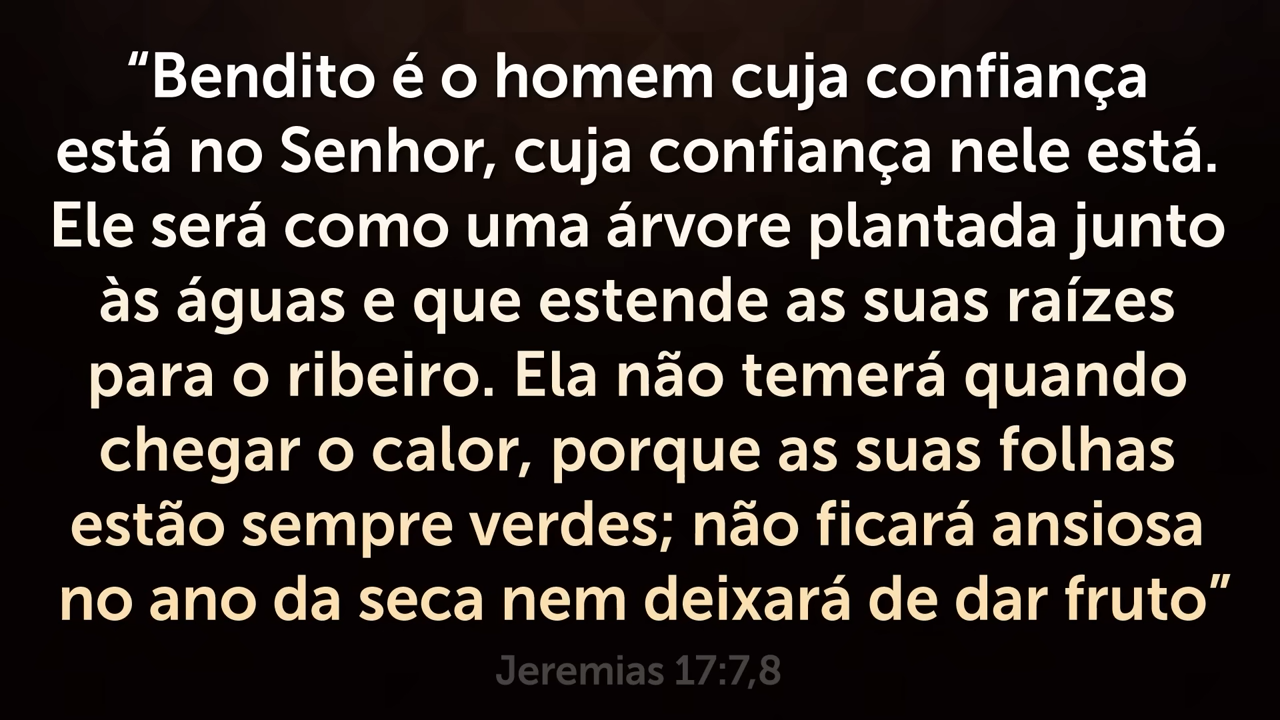 “Bendito é o homem cuja confiança
está no Senhor, cuja confiança nele está.
Ele será como uma árvore plantada junto
às águas e que estende as suas raízes
para o ribeiro. Ela não temerá quando
chegar o calor, porque as suas folhas
estão sempre verdes; não ficará ansiosa
no ano da seca nem deixará de dar fruto”
Jeremias 17:7,8